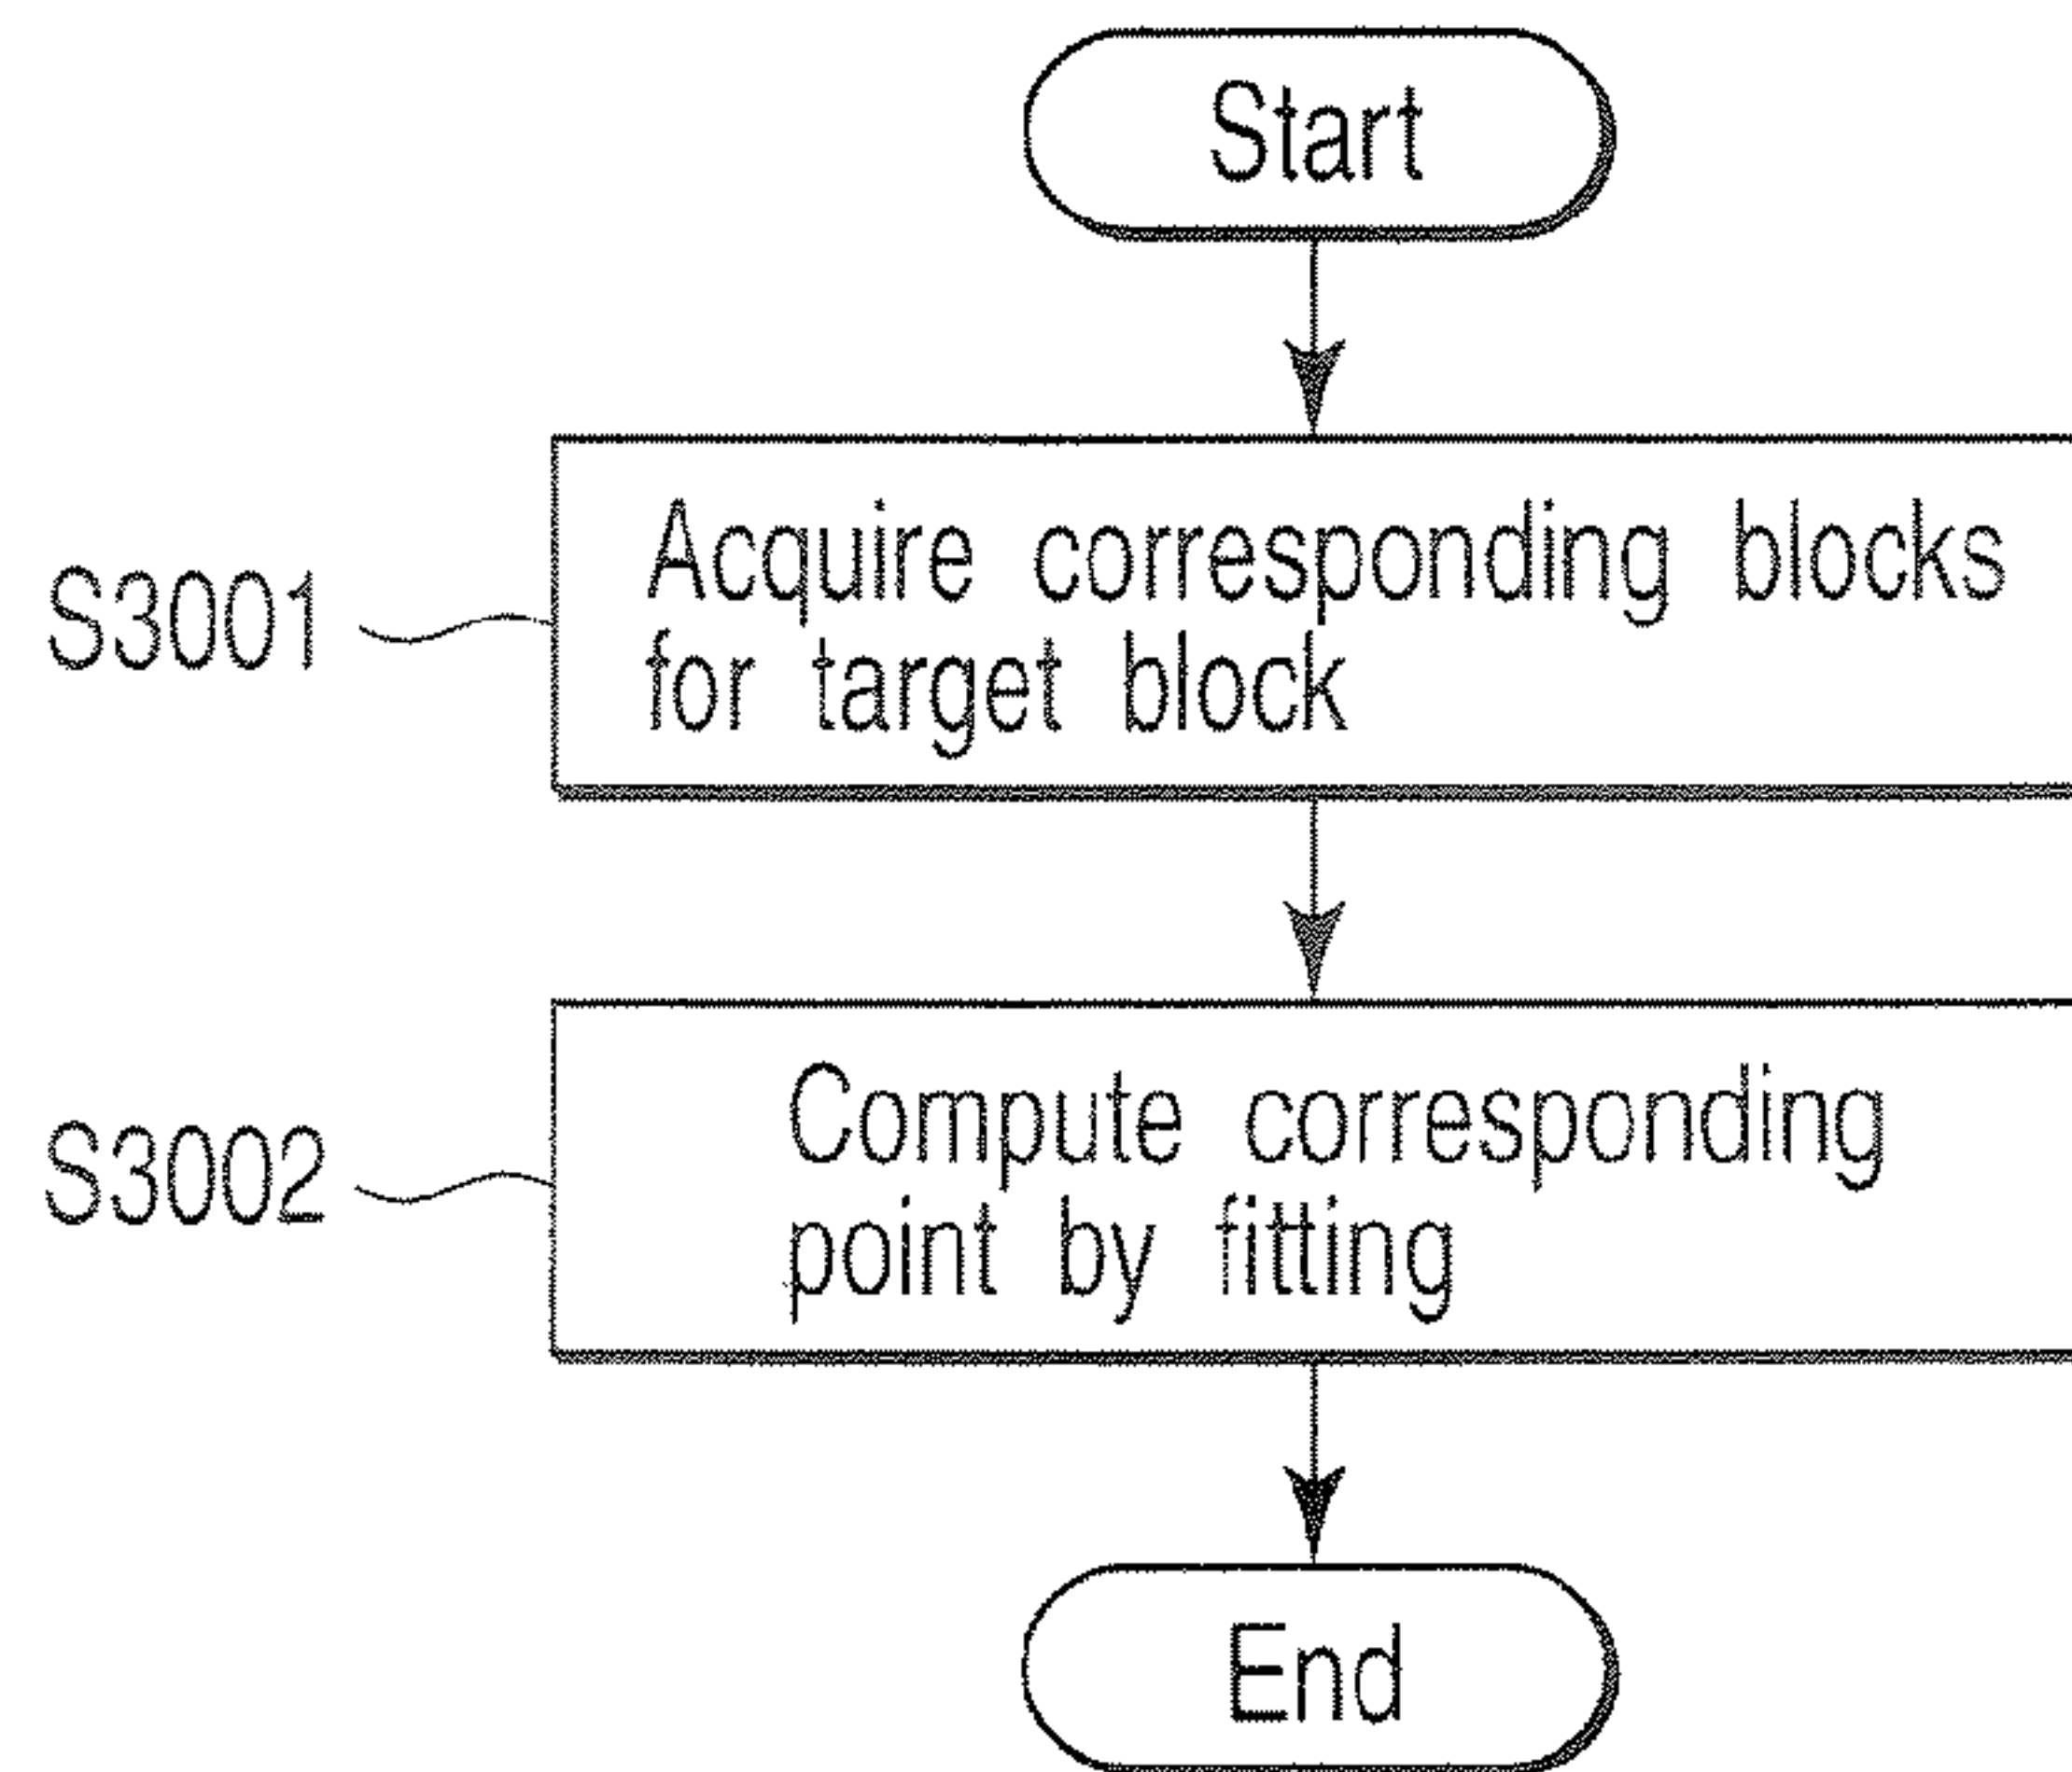 Start
S3001
Acquire corresponding blocks
for target block
S3002
Compute corresponding
point by fitting
End